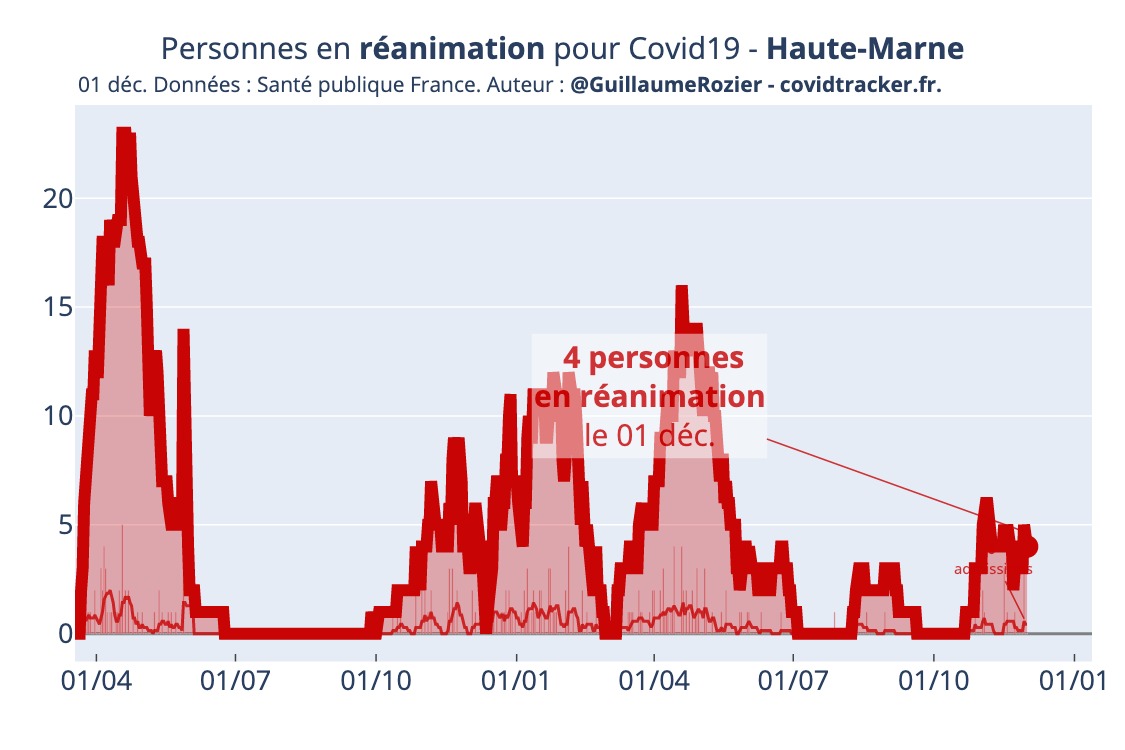 Personnes en réanimation pour Covid19 - Haute-Marne
01 déc. Données : Santé publique France. Auteur : @GuillaumeRozier - covidtracker.fr.
20
15
10
5
0
4 personnes
en réanimation
le 01 déc.
01/04
01/07
01/10
01/01
01/04
01/07
01/10
01/01